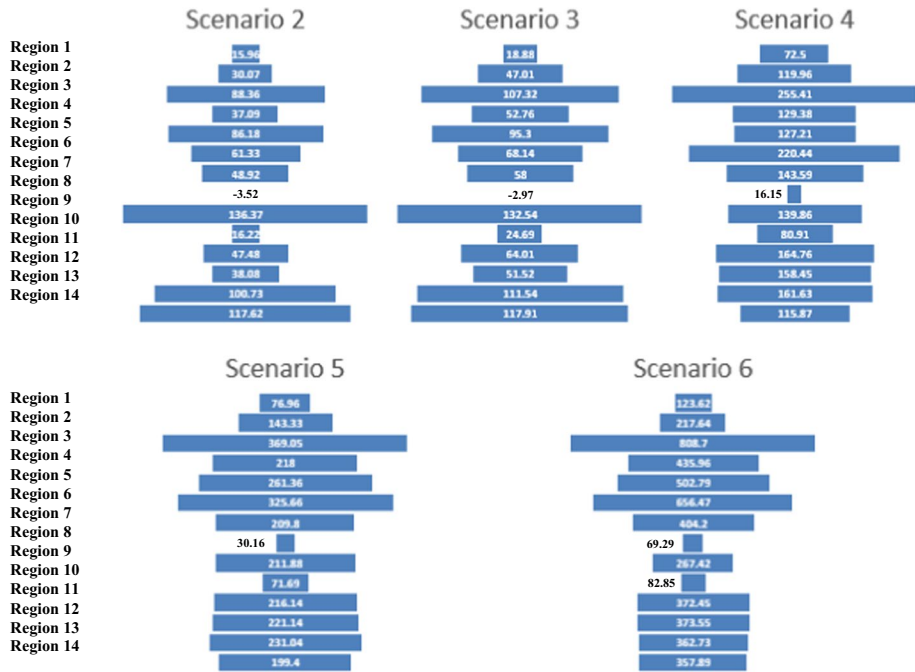 Scenario 2 Scenario 3 Scenario 4
Region 1 15.96 18.88 72.5
Region 2 30.07 47.01 119.96
Region 3 88.36 107.32 255.41
Region 4 37.09 52.76 129.38
Region 5 86.18 95.3 127.21
Region 6 61.33 68.14 220.44
Region 7 48.92 58 143.59
Region 8 -3.52 -2.97 16.15
Region 9 136.37 132.54 139.86
Region 10 16.22 24.69 80.91
Region 11 47.48 64.01 164.76
Region 12 38.08 51.52 158.45
Region 13 100.73 111.54 161.63
Region 14 117.62 117.91 115.87
Scenario 5 Scenario 6
Region 1 76.96 123.62
Region 2 143.33 217.64
Region 3 369.05 808.7
Region 4 218 435.96
Region 5 261.36 502.79
Region 6 325.66 656.47
Region 7 209.8 404.2
Region 8 30.16 69.29
Region 9 211.88 267.42
Region 10 71.69 82.85
Region 11 216.14 372.45
Region 12 221.14 373.55
Region 13 231.04 362.73
Region 14 199.4 357.89